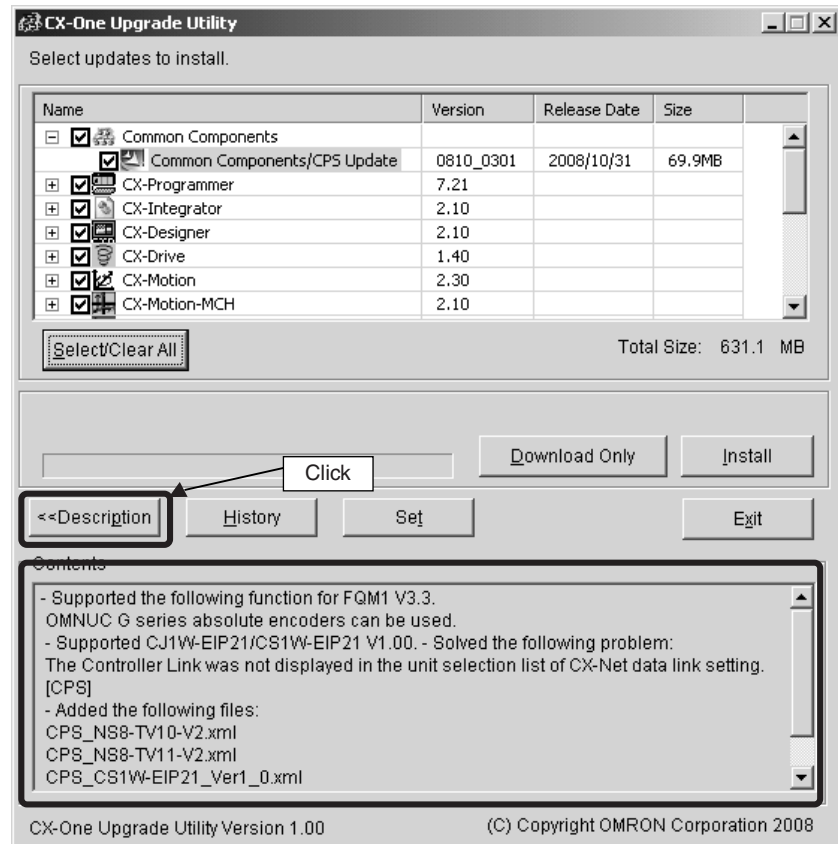 CX-One Upgrade Utility
Select updates to install.
Name Version Release Date Size
Common Components
Common Components/CPS Update 0810_0301 2008/10/31 69.9MB
CX-Programmer 7.21
CX-Integrator 2.10
CX-Designer 2.10
CX-Drive 1.40
CX-Motion 2.30
CX-Motion-MCH 2.10
Select/Clear All Total Size: 631.1 MB
Download Only Install
Click
<<Description History Set Exit
Contents
- Supported the following function for FQM1 V3.3.
OMNUC G series absolute encoders can be used.
- Supported CJ1W-EIP21/CS1W-EIP21 V1.00. - Solved the following problem:
The Controller Link was not displayed in the unit selection list of CX-Net data link setting.
[CPS]
- Added the following files:
CPS_NS8-TV10-V2.xml
CPS_NS8-TV11-V2.xml
CPS_CS1W-EIP21_Ver1_0.xml
CX-One Upgrade Utility Version 1.00 (C) Copyright OMRON Corporation 2008